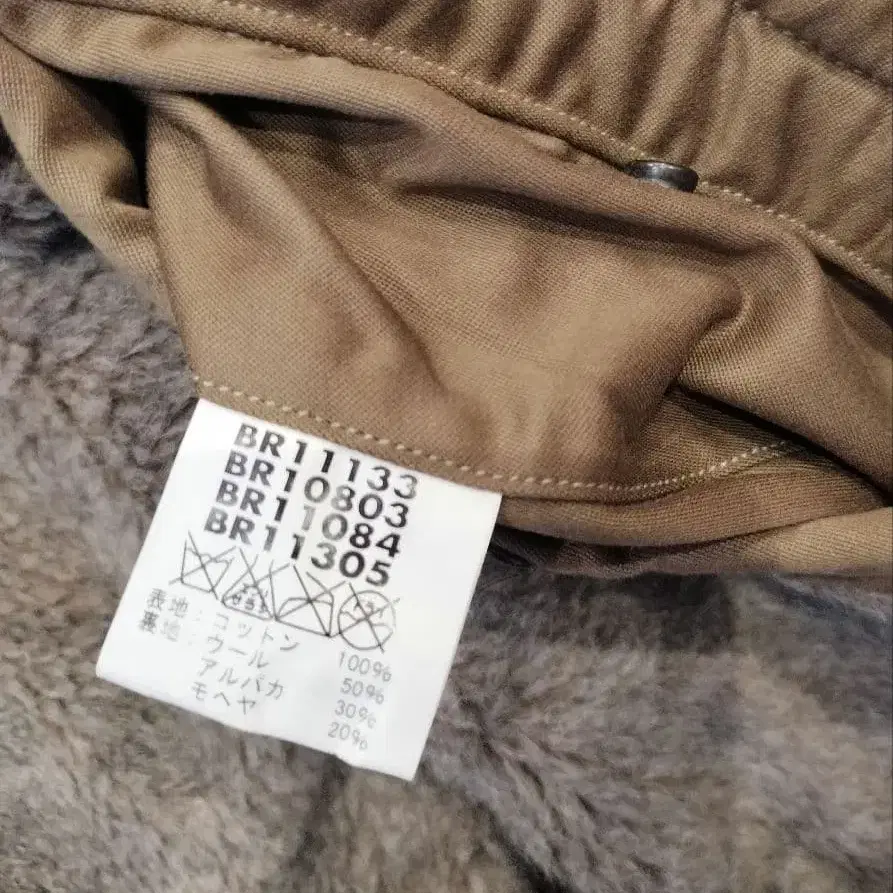 BR11133
BR10803
BR11084
BR11305
表地:コットン 100%
裏地:ウール 50%
アルパカ 30%
モヘヤ 20%